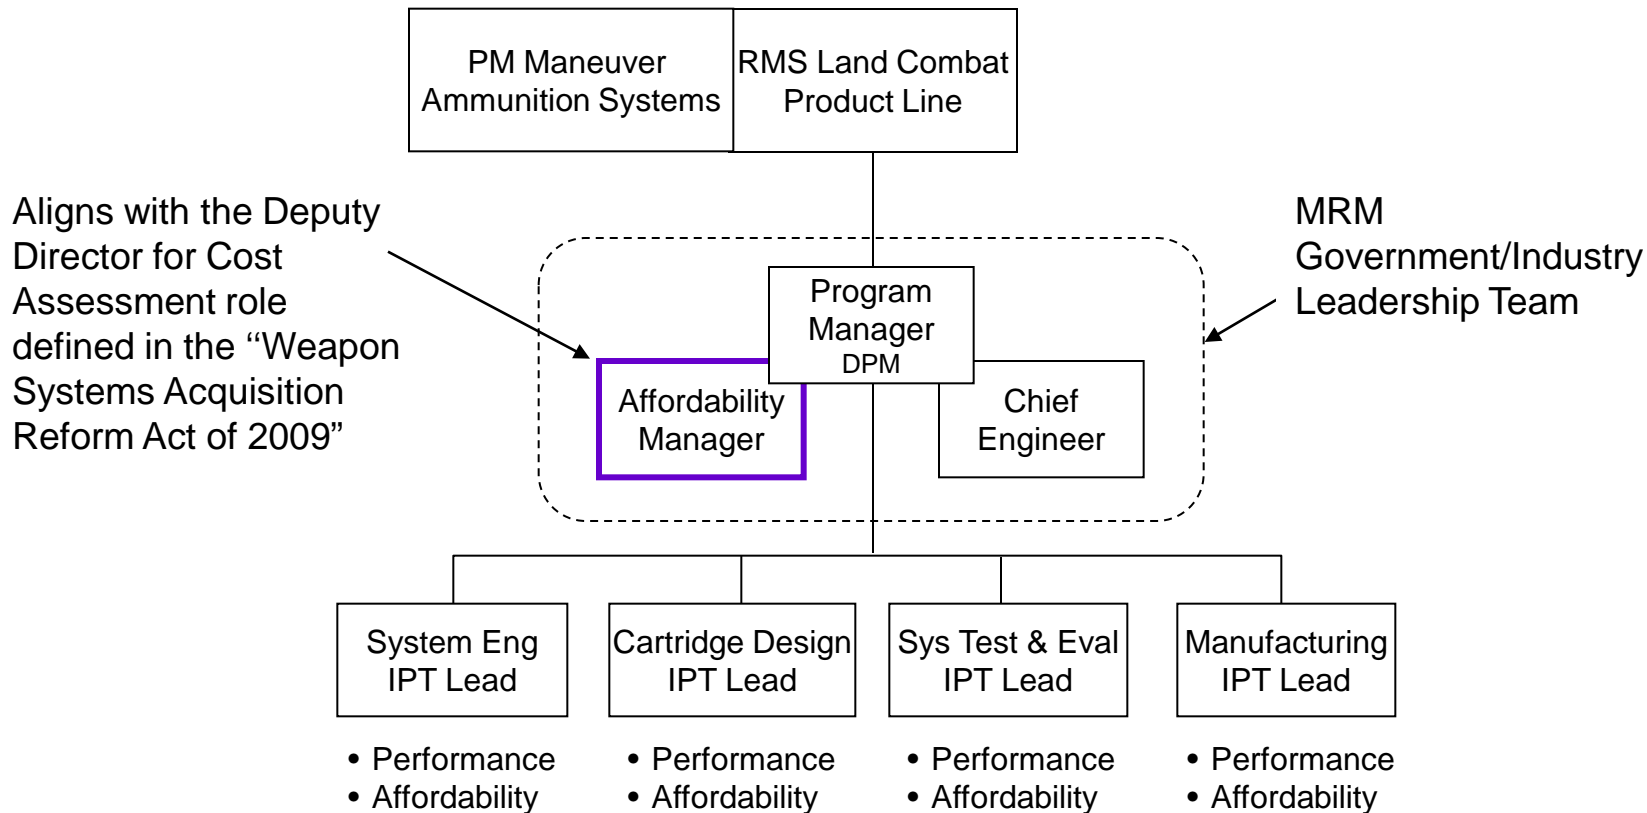 PM Maneuver
Ammunition Systems
RMS Land Combat
Product Line
Aligns with the Deputy
Director for Cost
Assessment role
defined in the “Weapon
Systems Acquisition
Reform Act of 2009”
MRM
Government/Industry
Leadership Team
Program
Manager
DPM
Affordability
Manager
Chief
Engineer
System Eng
IPT Lead
Cartridge Design
IPT Lead
Sys Test & Eval
IPT Lead
Manufacturing
IPT Lead
• Performance
• Affordability
• Performance
• Affordability
• Performance
• Affordability
• Performance
• Affordability